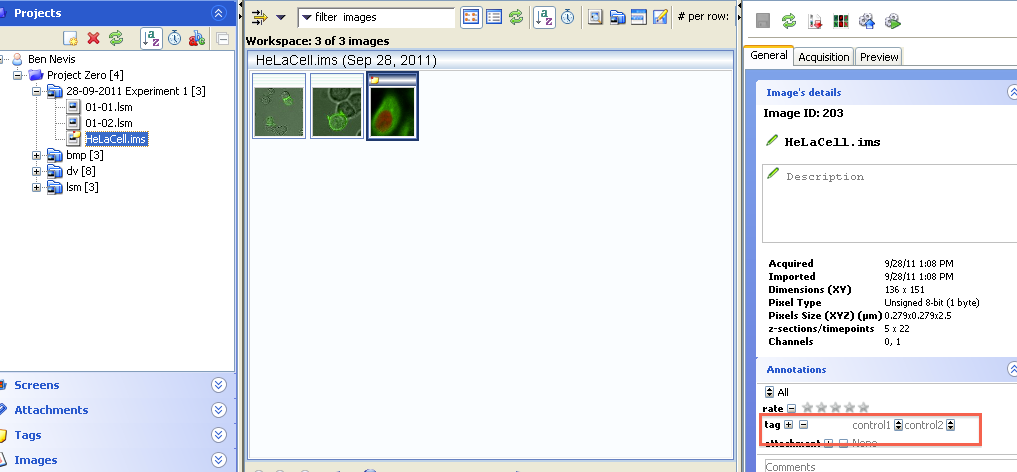 Projects
Ben Nevis
Project Zero [4]
28-09-2011 Experiment 1 [3]
01-01.lsm
01-02.lsm
HeLaCell.ims
bmp [3]
dv [8]
lsm [3]
Screens
Attachments
Tags
Images
filter images
# per row:
Workspace: 3 of 3 images
HeLaCell.ims (Sep 28, 2011)
General Acquisition Preview
Image's details
Image ID: 203
HeLaCell.ims
Description
Acquired 9/28/11 1:08 PM
Imported 9/28/11 1:08 PM
Dimensions (XY) 136 x 151
Pixel Type Unsigned 8-bit (1 byte)
Pixels Size (XYZ) (µm) 0.279x0.279x2.5
z-sections/timepoints 5 x 22
Channels 0, 1
Annotations
All
rate
tag control1 control2
attachment None
Comments